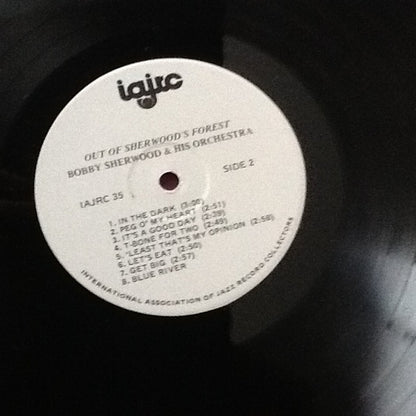 iajrc
OUT OF SHERWOOD'S FOREST
BOBBY SHERWOOD & HIS ORCHESTRA
IAJRC 35
SIDE 2
1. IN THE DARK (3:00)
2. PEG O' MY HEART (2:51)
3. IT'S A GOOD DAY (2:39)
4. T-BONE FOR TWO (2:49)
5. 'LEAST THAT'S MY OPINION (2:58)
6. LET'S EAT (2:50)
7. GET BIG (2:57)
8. BLUE RIVER
INTERNATIONAL ASSOCIATION OF JAZZ RECORD COLLECTORS